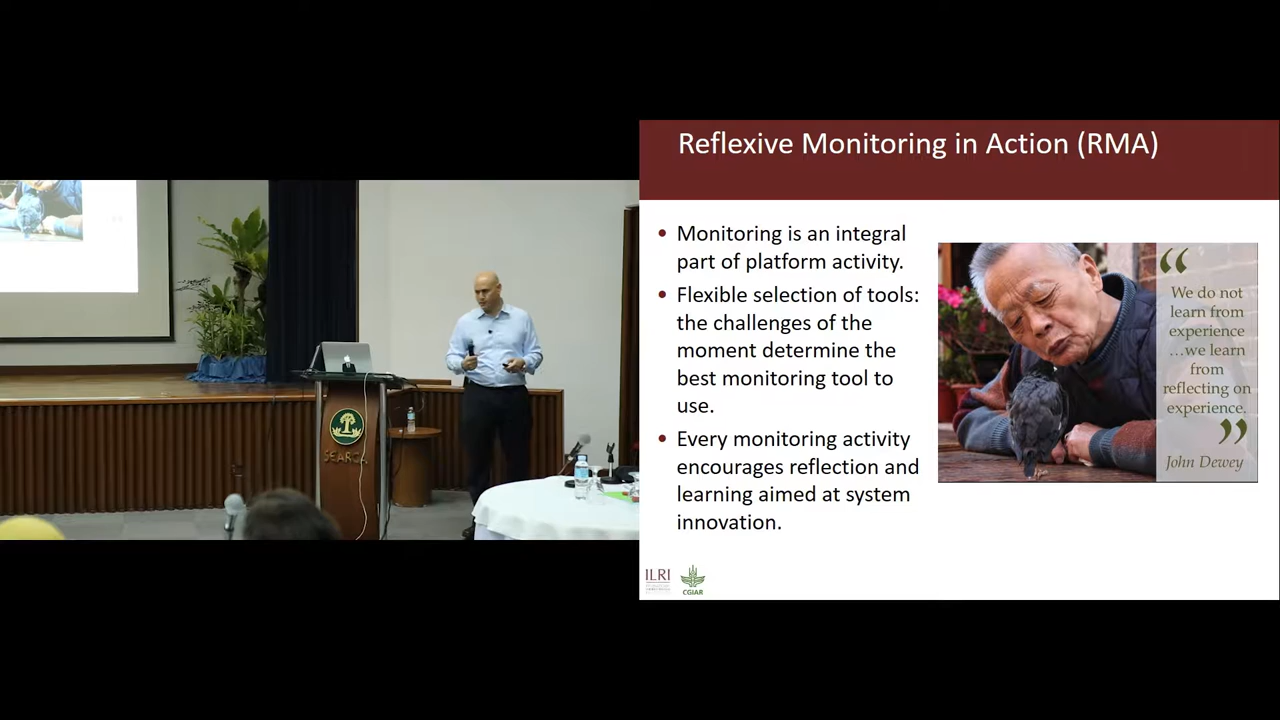 Reflexive Monitoring in Action (RMA)
• Monitoring is an integral
part of platform activity.
• Flexible selection of tools:
the challenges of the
moment determine the
best monitoring tool to
use.
• Every monitoring activity
encourages reflection and
learning aimed at system
innovation.
“
We do not
learn from
experience
...we learn
from
reflecting on
experience.
”
John Dewey
SEARCA
ILRI
CGIAR